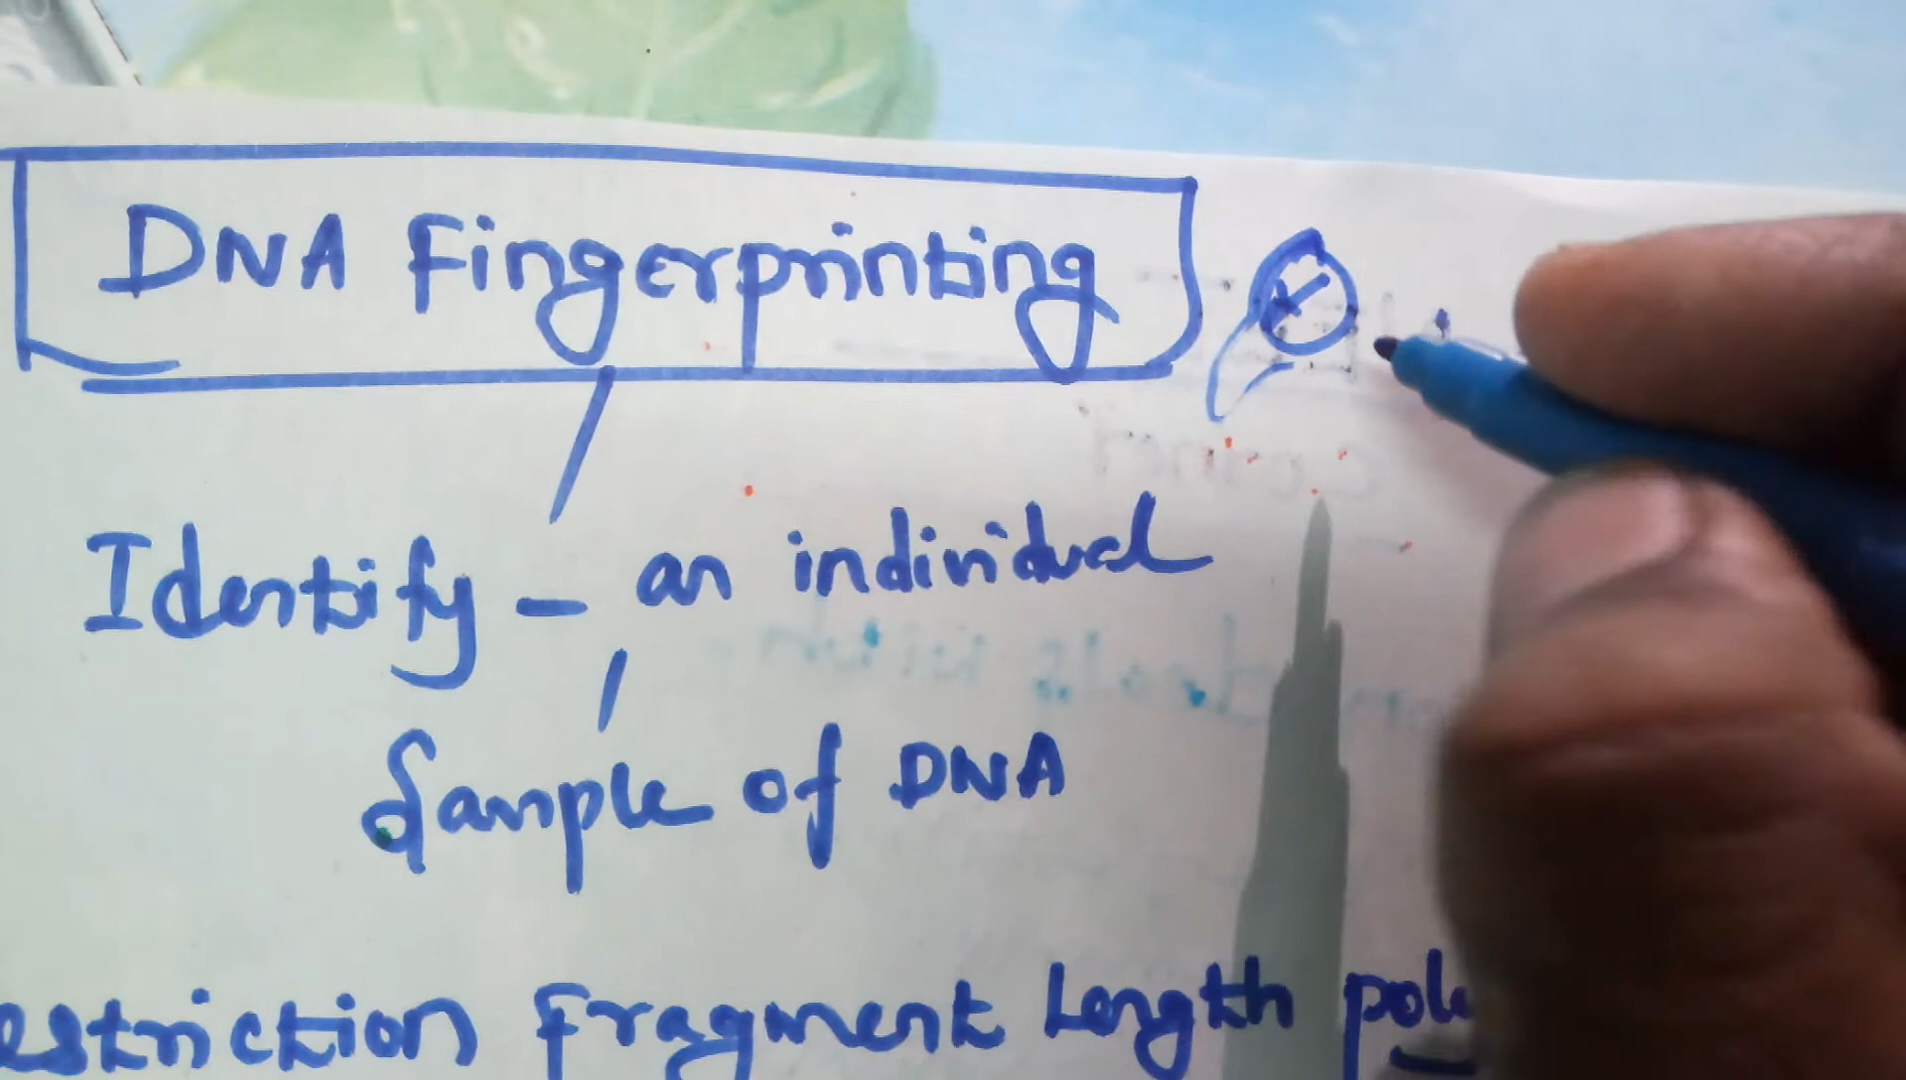 DNA Fingerprinting
Identify - an individual
Sample of DNA
estriction Fragment Length pol